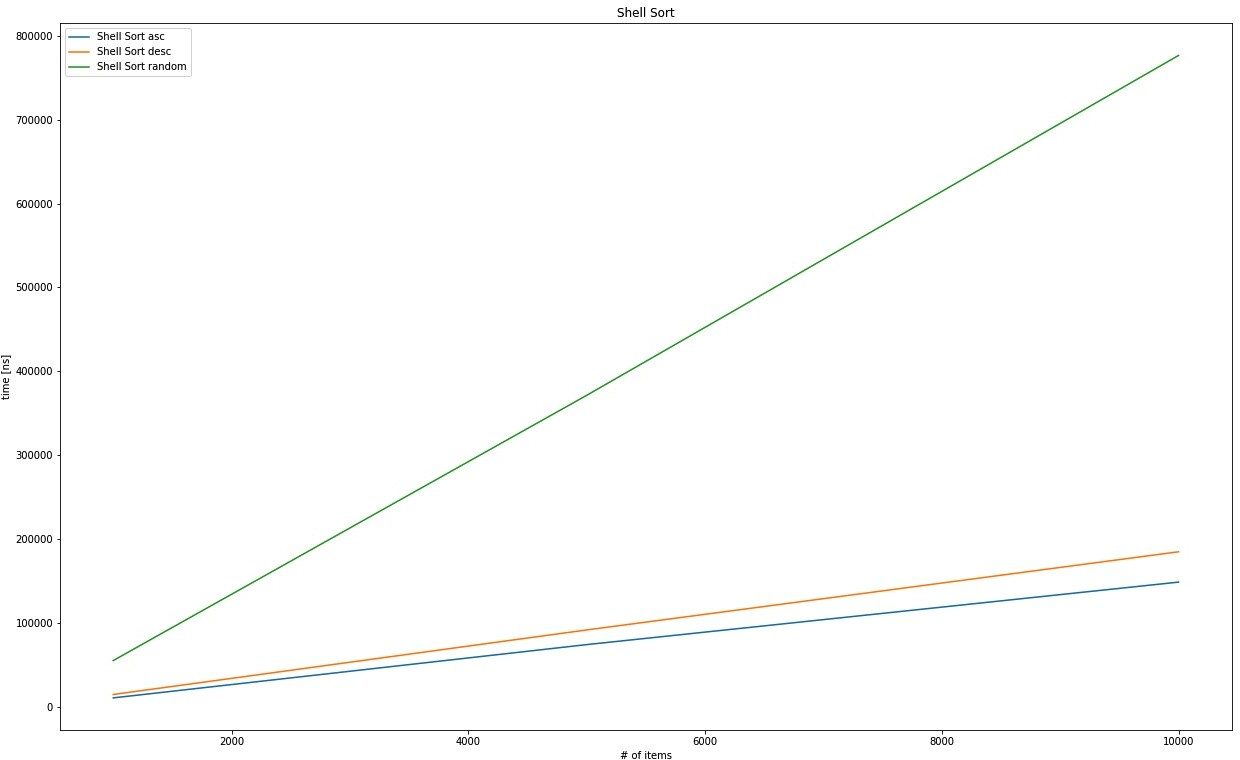 Shell Sort
Shell Sort asc
Shell Sort desc
Shell Sort random
800000
700000
600000
500000
400000
300000
200000
100000
0
time [ns]
2000 4000 6000 8000 10000
# of items